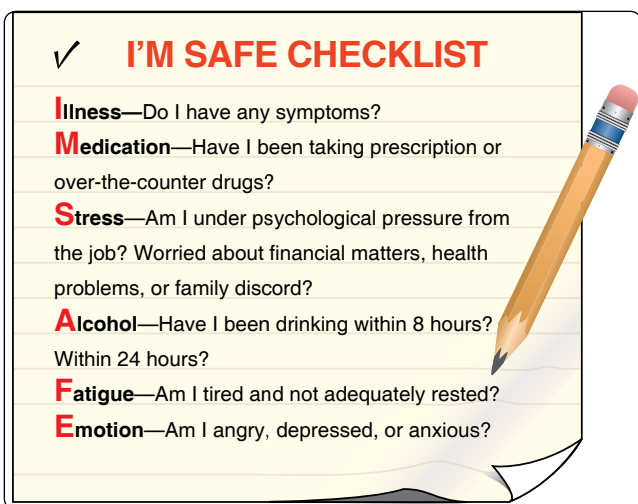 ✓ I'M SAFE CHECKLIST
Illness—Do I have any symptoms?
Medication—Have I been taking prescription or
over-the-counter drugs?
Stress—Am I under psychological pressure from
the job? Worried about financial matters, health
problems, or family discord?
Alcohol—Have I been drinking within 8 hours?
Within 24 hours?
Fatigue—Am I tired and not adequately rested?
Emotion—Am I angry, depressed, or anxious?